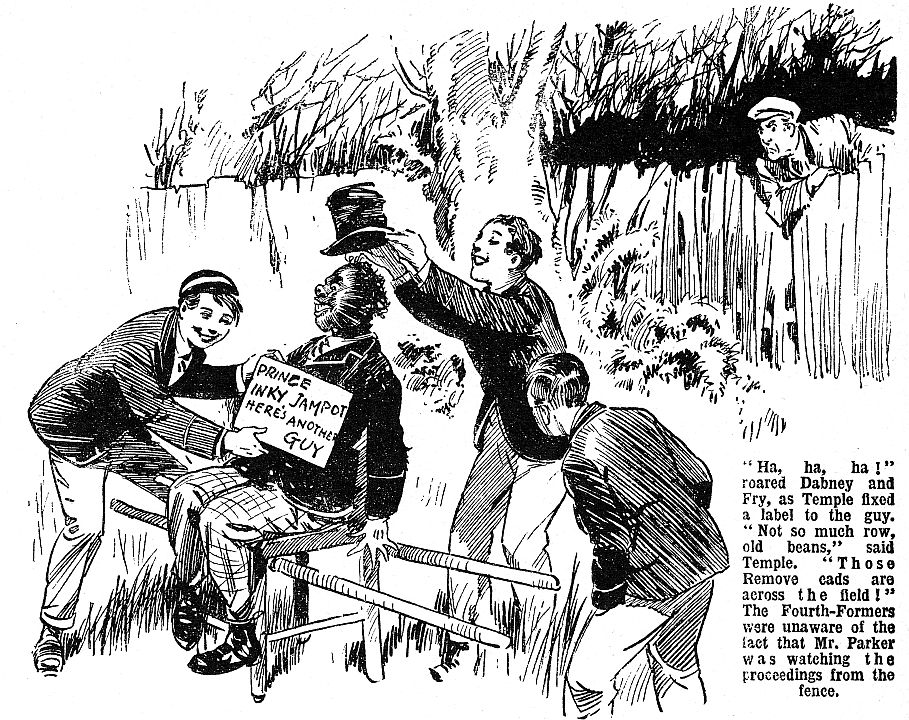 PRINCE
INKY JAMPOT
HERE'S ANOTHER
GUY
"Ha, ha, ha!"
roared Dabney and
Fry, as Temple fixed
a label to the guy.
"Not so much row,
old beans," said
Temple. "Those
Remove cads are
across the field!"
The Fourth-Formers
were unaware of the
fact that Mr. Parker
was watching the
proceedings from the
fence.